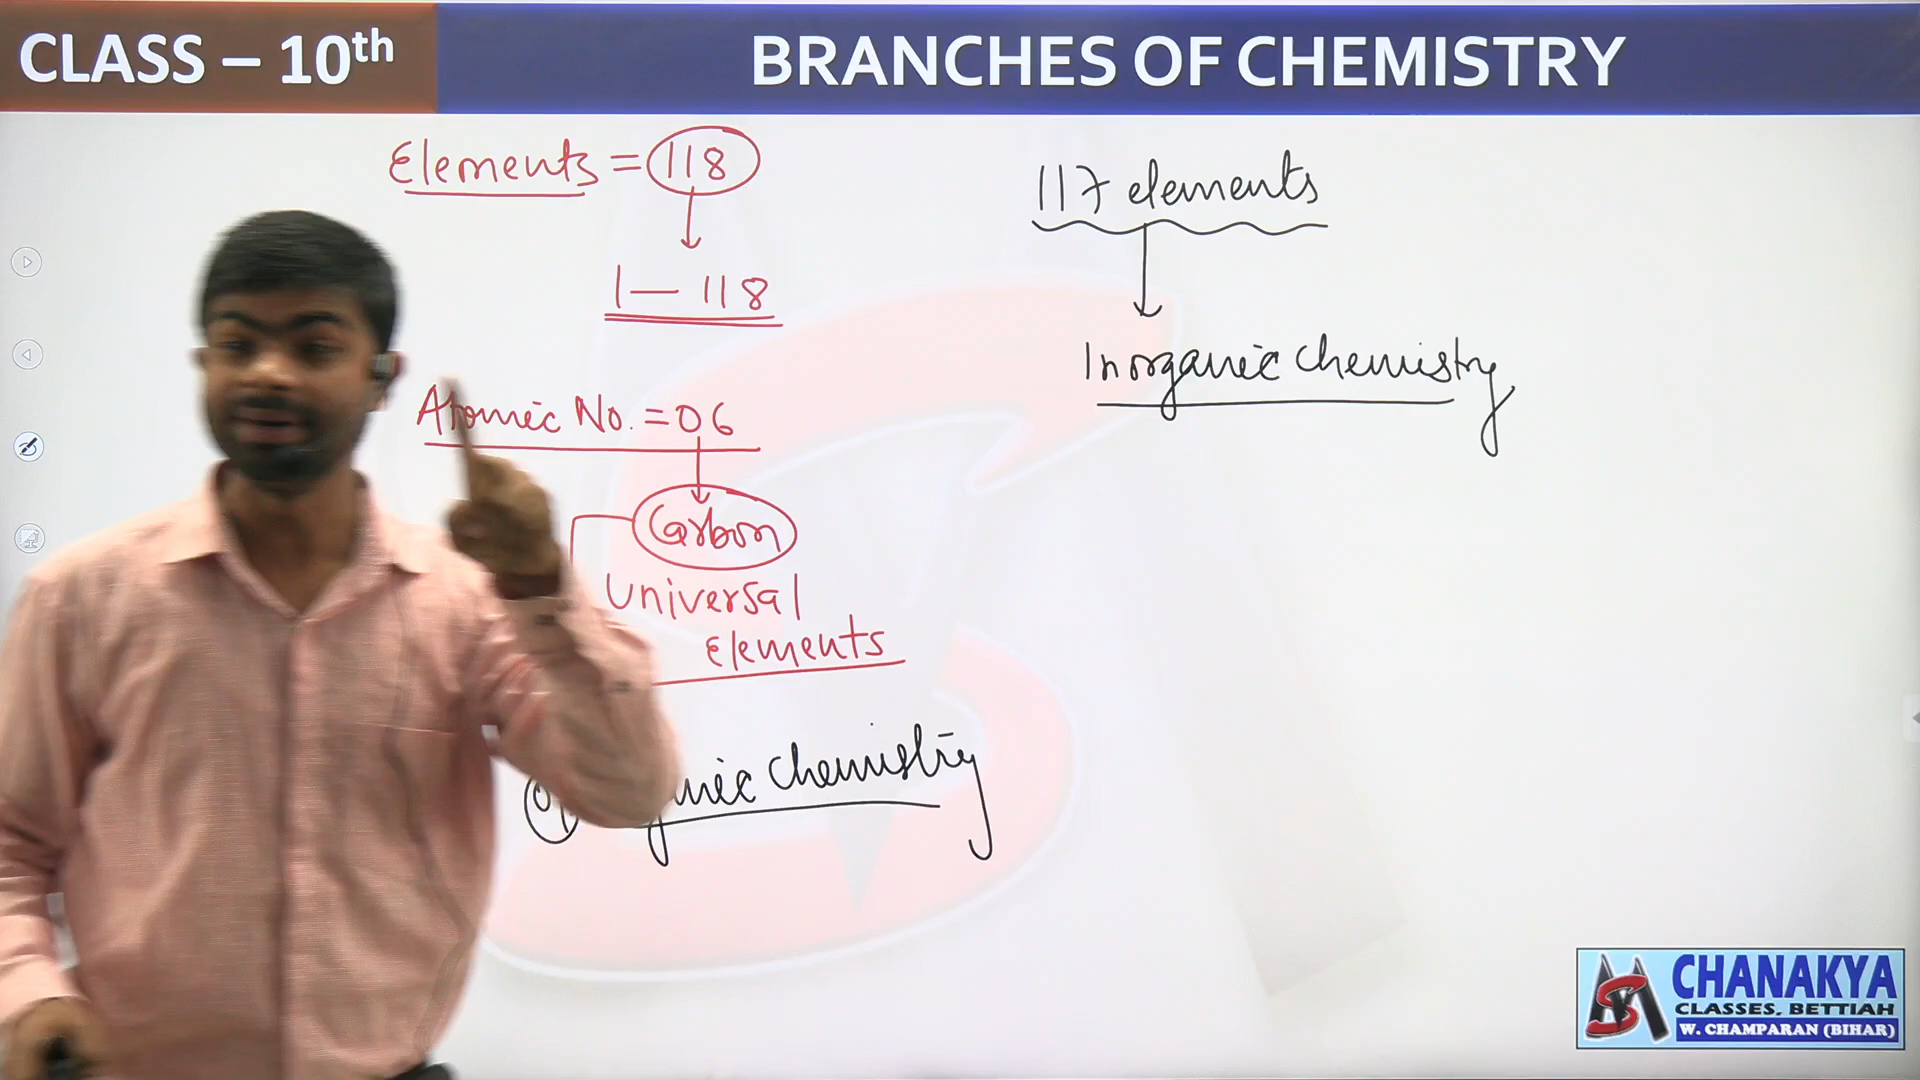 CLASS – 10th
BRANCHES OF CHEMISTRY
Elements = 118
1 — 118
Atomic No. = 06
Carbon
Universal
Elements
Chemistry
117 elements
Inorganic Chemistry
CHANAKYA
CLASSES, BETTIAH
W. CHAMPARAN (BIHAR)